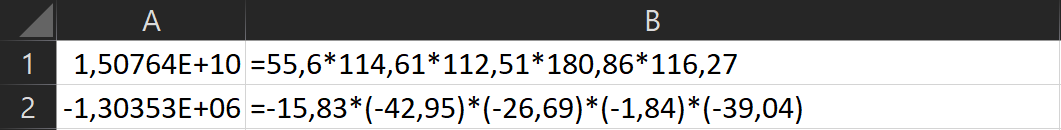 A B
1 1,50764E+10 =55,6*114,61*112,51*180,86*116,27
2 -1,30353E+06 =-15,83*(-42,95)*(-26,69)*(-1,84)*(-39,04)